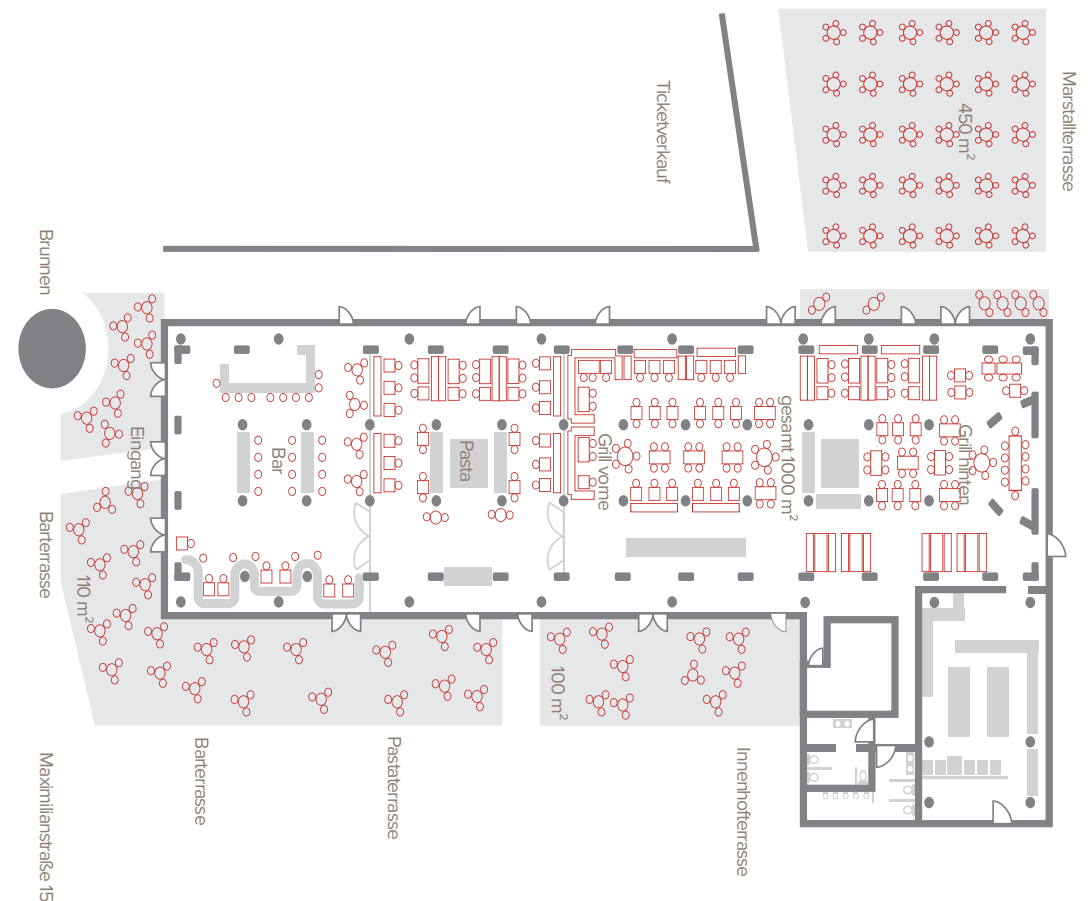 Marstallterrasse
450 m²
Ticketverkauf
Brunnen
Eingang
Bar
Pasta
Grill vorne
gesamt 1000 m²
Grill hinten
Barterrasse
110 m²
100 m²
Barterrasse
Pastaterrasse
Innenhofterrasse
Maximilianstraße 15